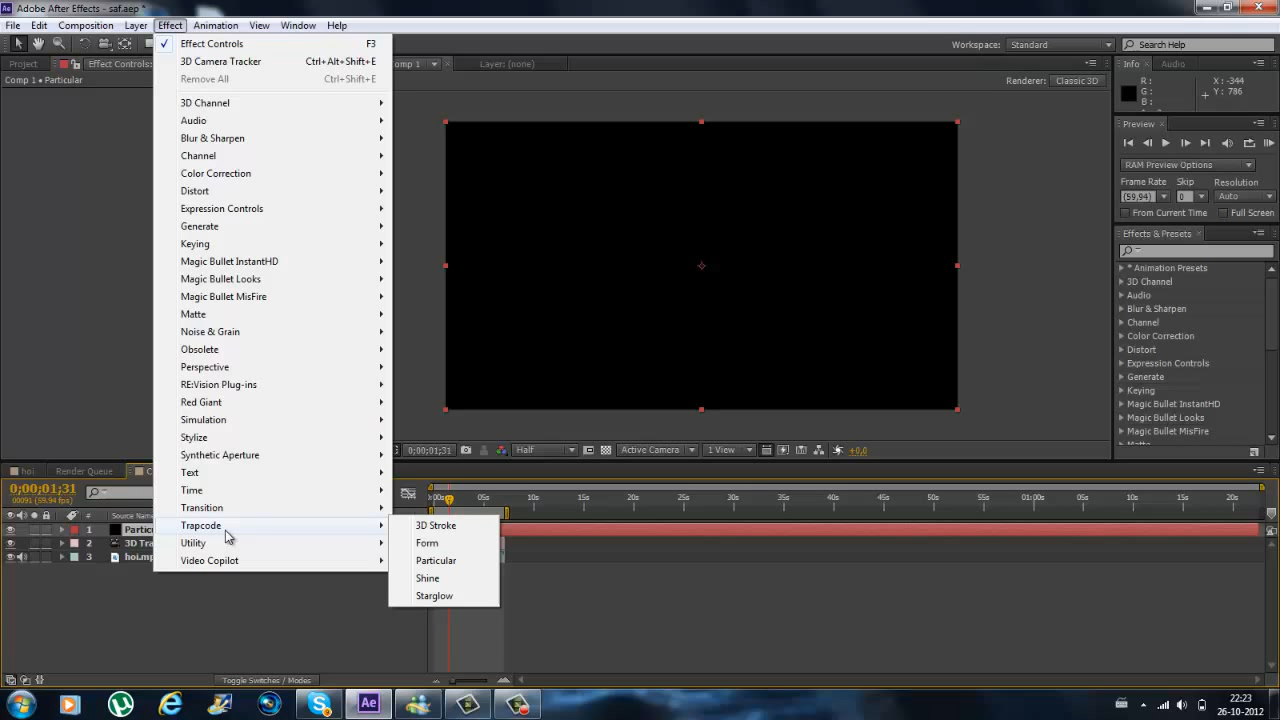 Adobe After Effects - saf.aep *
File Edit Composition Layer Effect Animation View Window Help
Workspace: Standard Search Help
Project Effect Controls: omp 1 Layer: (none)
Comp 1 • Particular
Renderer: Classic 3D
Effect Controls F3
3D Camera Tracker Ctrl+Alt+Shift+E
Remove All Ctrl+Shift+E
3D Channel
Audio
Blur & Sharpen
Channel
Color Correction
Distort
Expression Controls
Generate
Keying
Magic Bullet InstantHD
Magic Bullet Looks
Magic Bullet MisFire
Matte
Noise & Grain
Obsolete
Perspective
RE:Vision Plug-ins
Red Giant
Simulation
Stylize
Synthetic Aperture
Text
Time
Transition
Trapcode
Utility
Video Copilot
3D Stroke
Form
Particular
Shine
Starglow
Info Audio
R :
G :
B :
X : -344
Y : 786
Preview
RAM Preview Options
Frame Rate Skip Resolution
(59,94) 0 Auto
From Current Time Full Screen
Effects & Presets
* Animation Presets
3D Channel
Audio
Blur & Sharpen
Channel
Color Correction
Distort
Expression Controls
Generate
Keying
Magic Bullet InstantHD
Magic Bullet Looks
Magic Bullet MisFire
Matte
0;00;01;31 Half Active Camera 1 View +0,0
hoi Render Queue C
0;00;01;31
00091 (59.94 fps)
:00s 05s 10s 15s 20s 25s 30s 35s 40s 45s 50s 55s 01:00s 05s 10s 15s 20s
# Source Name
1 Particu
2 3D Tra
3 hoi.mp
Toggle Switches / Modes
22:23
26-10-2012